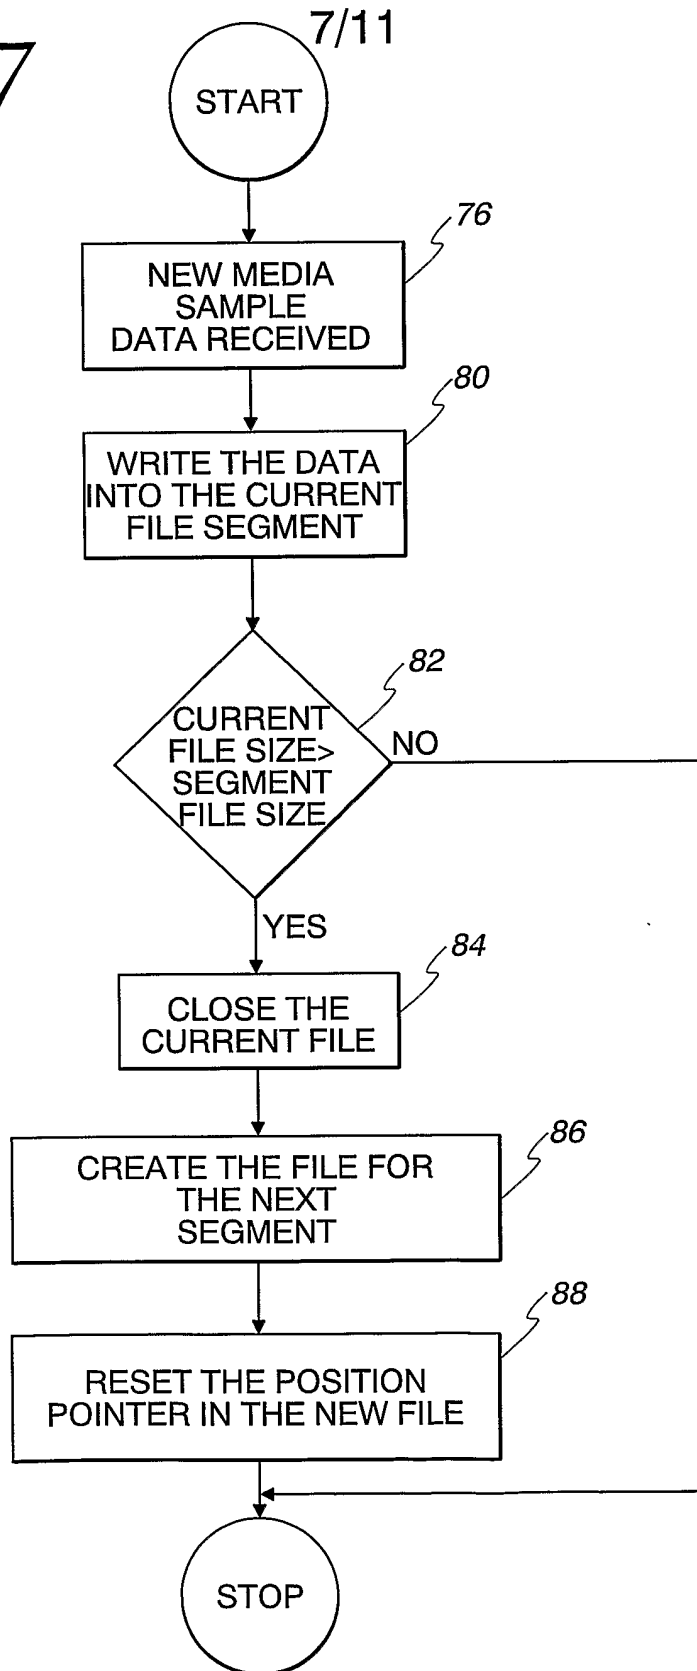 7/11
7
START
76
NEW MEDIA
SAMPLE
DATA RECEIVED
80
WRITE THE DATA
INTO THE CURRENT
FILE SEGMENT
82
CURRENT
FILE SIZE>
SEGMENT
FILE SIZE
NO
YES
84
CLOSE THE
CURRENT FILE
86
CREATE THE FILE FOR
THE NEXT
SEGMENT
88
RESET THE POSITION
POINTER IN THE NEW FILE
STOP